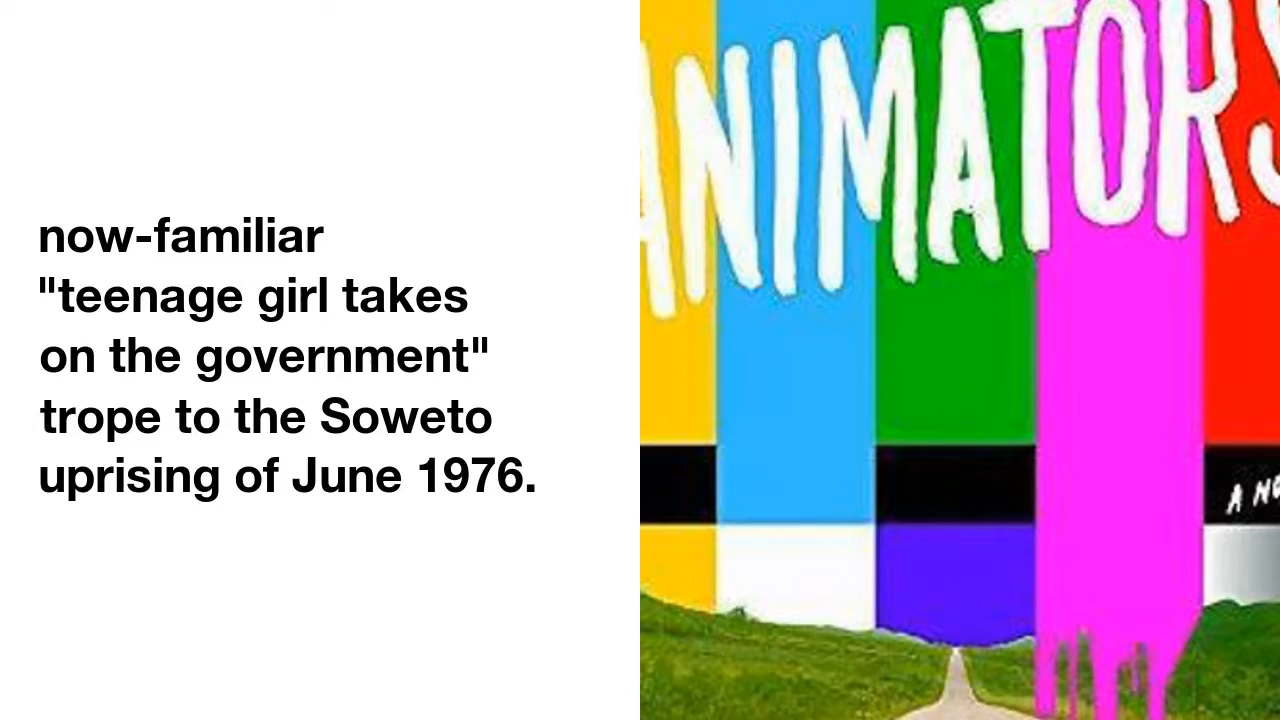 now-familiar
"teenage girl takes
on the government"
trope to the Soweto
uprising of June 1976.
ANIMATORS
A